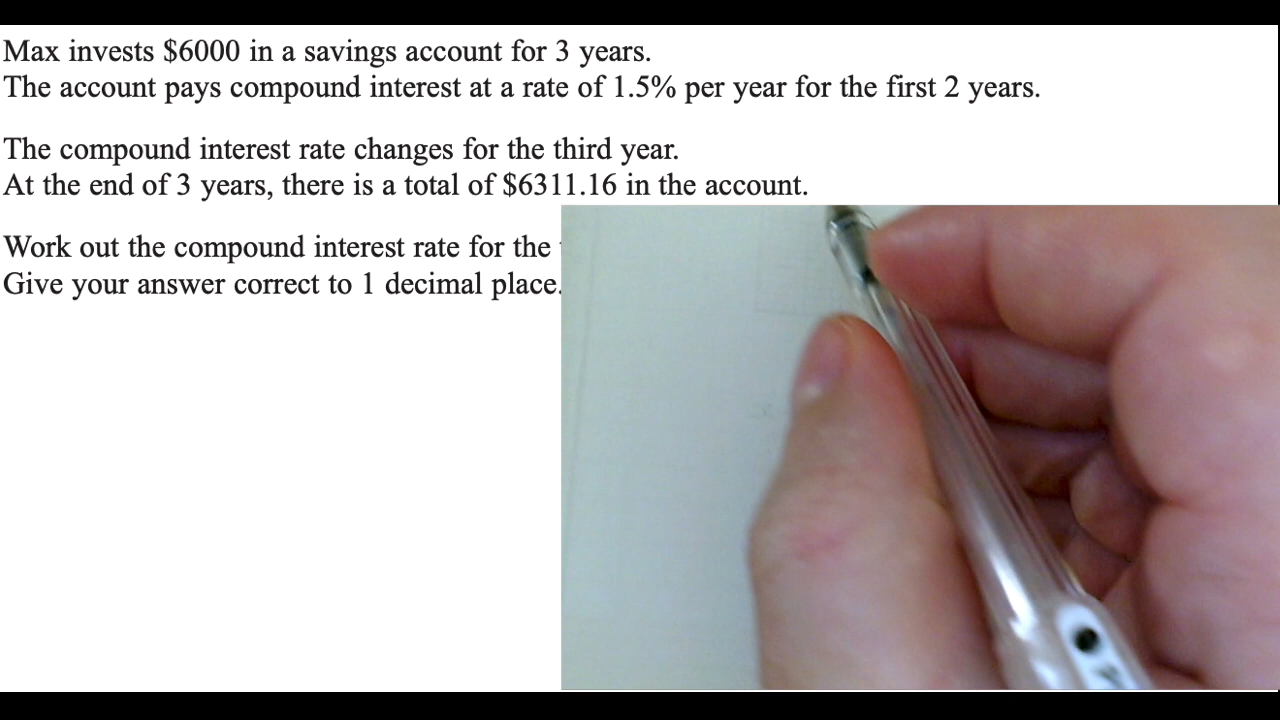 Max invests $6000 in a savings account for 3 years.
The account pays compound interest at a rate of 1.5% per year for the first 2 years.
The compound interest rate changes for the third year.
At the end of 3 years, there is a total of $6311.16 in the account.
Work out the compound interest rate for the
Give your answer correct to 1 decimal place.